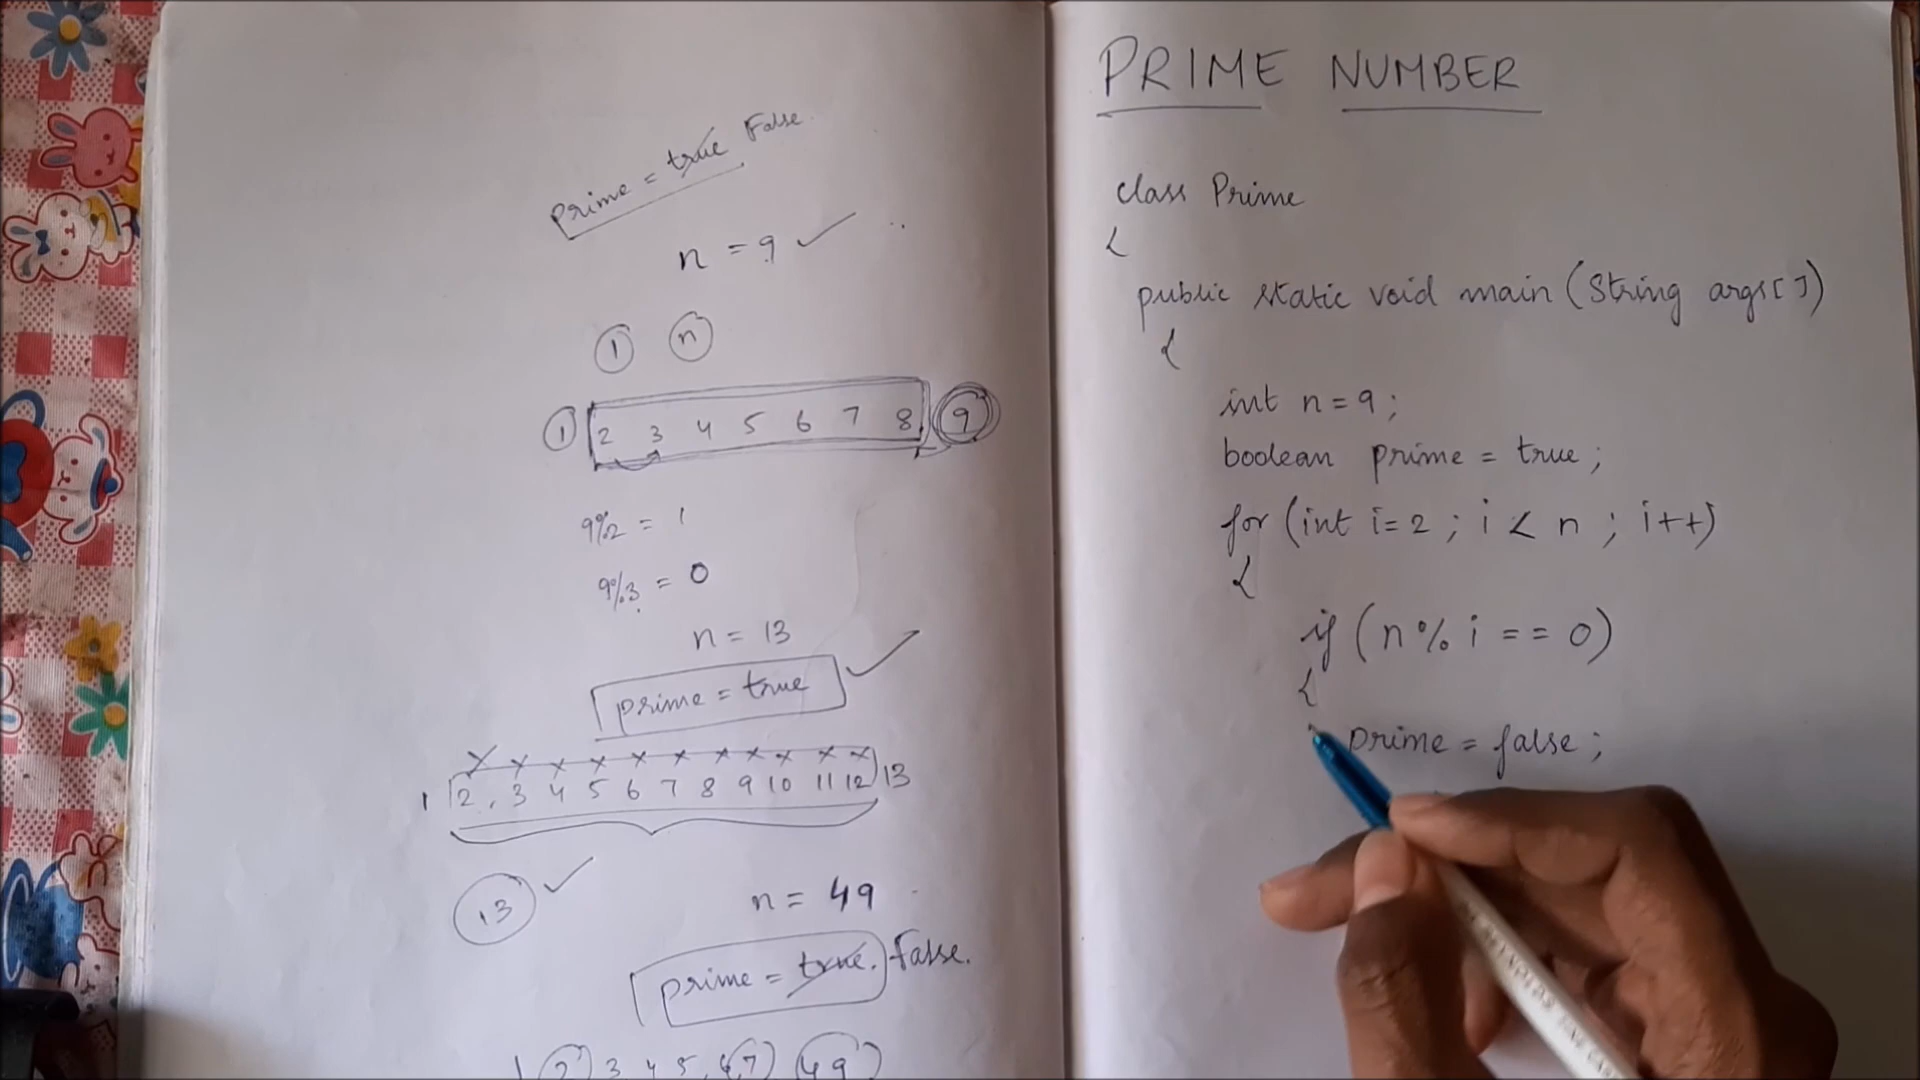 prime = true False.
n = 9
1 n
1 2 3 4 5 6 7 8 9
9%2 = 1
9%3 = 0
n = 13
prime = true
1 2, 3 4 5 6 7 8 9 10 11 12 13
13
n = 49
prime = true. False.
1 2 3 4 5, 6, 7 49
PRIME NUMBER
class Prime
{
public static void main (String args[])
{
int n = 9;
boolean prime = true;
for (int i = 2; i < n; i++)
{
if (n % i == 0)
{
prime = false;